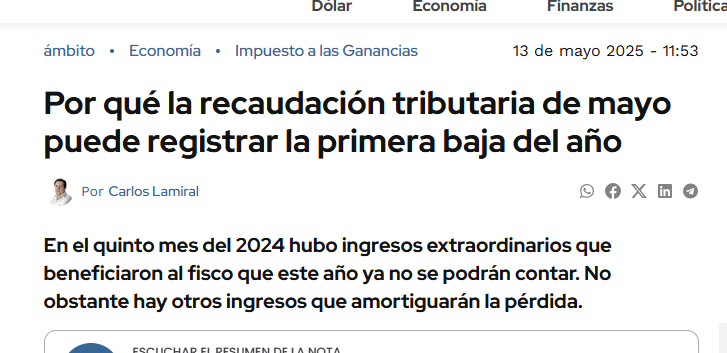 Dólar Economia Finanzas
ámbito • Economía • Impuesto a las Ganancias 13 de mayo 2025 - 11:53
Por qué la recaudación tributaria de mayo
puede registrar la primera baja del año
Por Carlos Lamiral
En el quinto mes del 2024 hubo ingresos extraordinarios que
beneficiaron al fisco que este año ya no se podrán contar. No
obstante hay otros ingresos que amortiguarán la pérdida.
ESCUCHAR EL RESUMEN DE LA NOTA